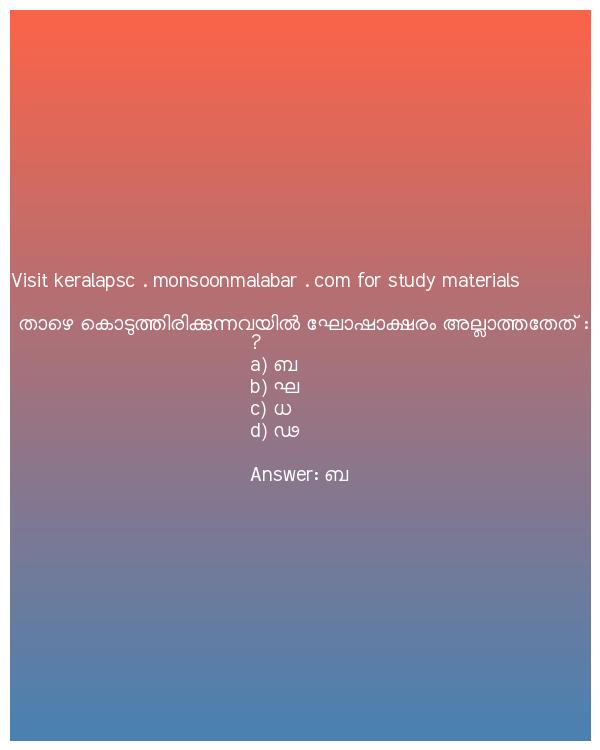 Visit keralapsc . monsoonmalabar . com for study materials
താഴെ കൊടുത്തിരിക്കുന്നവയിൽ ഘോഷാക്ഷരം അല്ലാത്തതേത് :
?
a) ബ
b) ഘ
c) ധ
d) ഢ
Answer: ബ